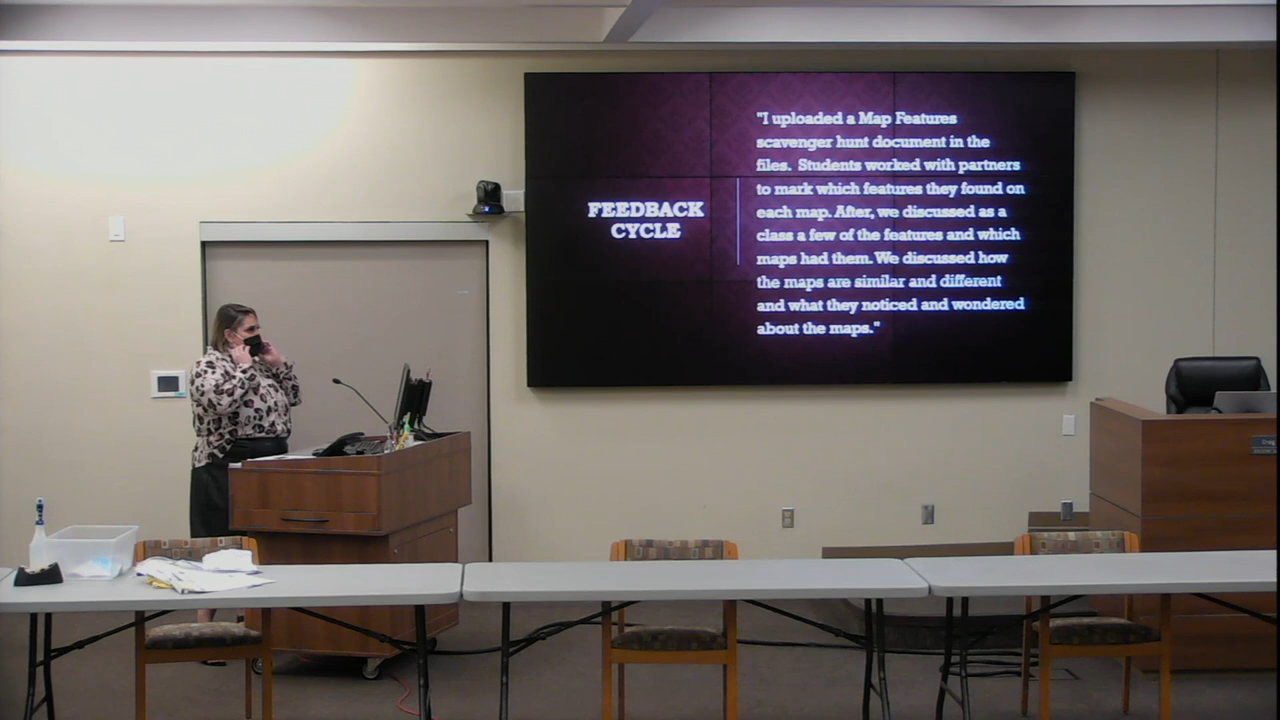 FEEDBACK
CYCLE
"I uploaded a Map Features
scavenger hunt document in the
files. Students worked with partners
to mark which features they found on
each map. After, we discussed as a
class a few of the features and which
maps had them. We discussed how
the maps are similar and different
and what they noticed and wondered
about the maps."